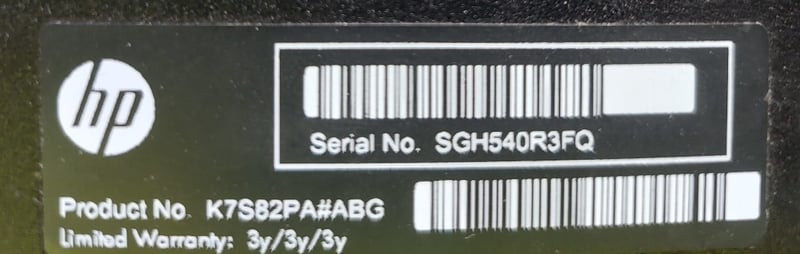 hp
Serial No. SGH540R3FQ
Product No. K7S82PA#ABG
Limited Warranty: 3y/3y/3y